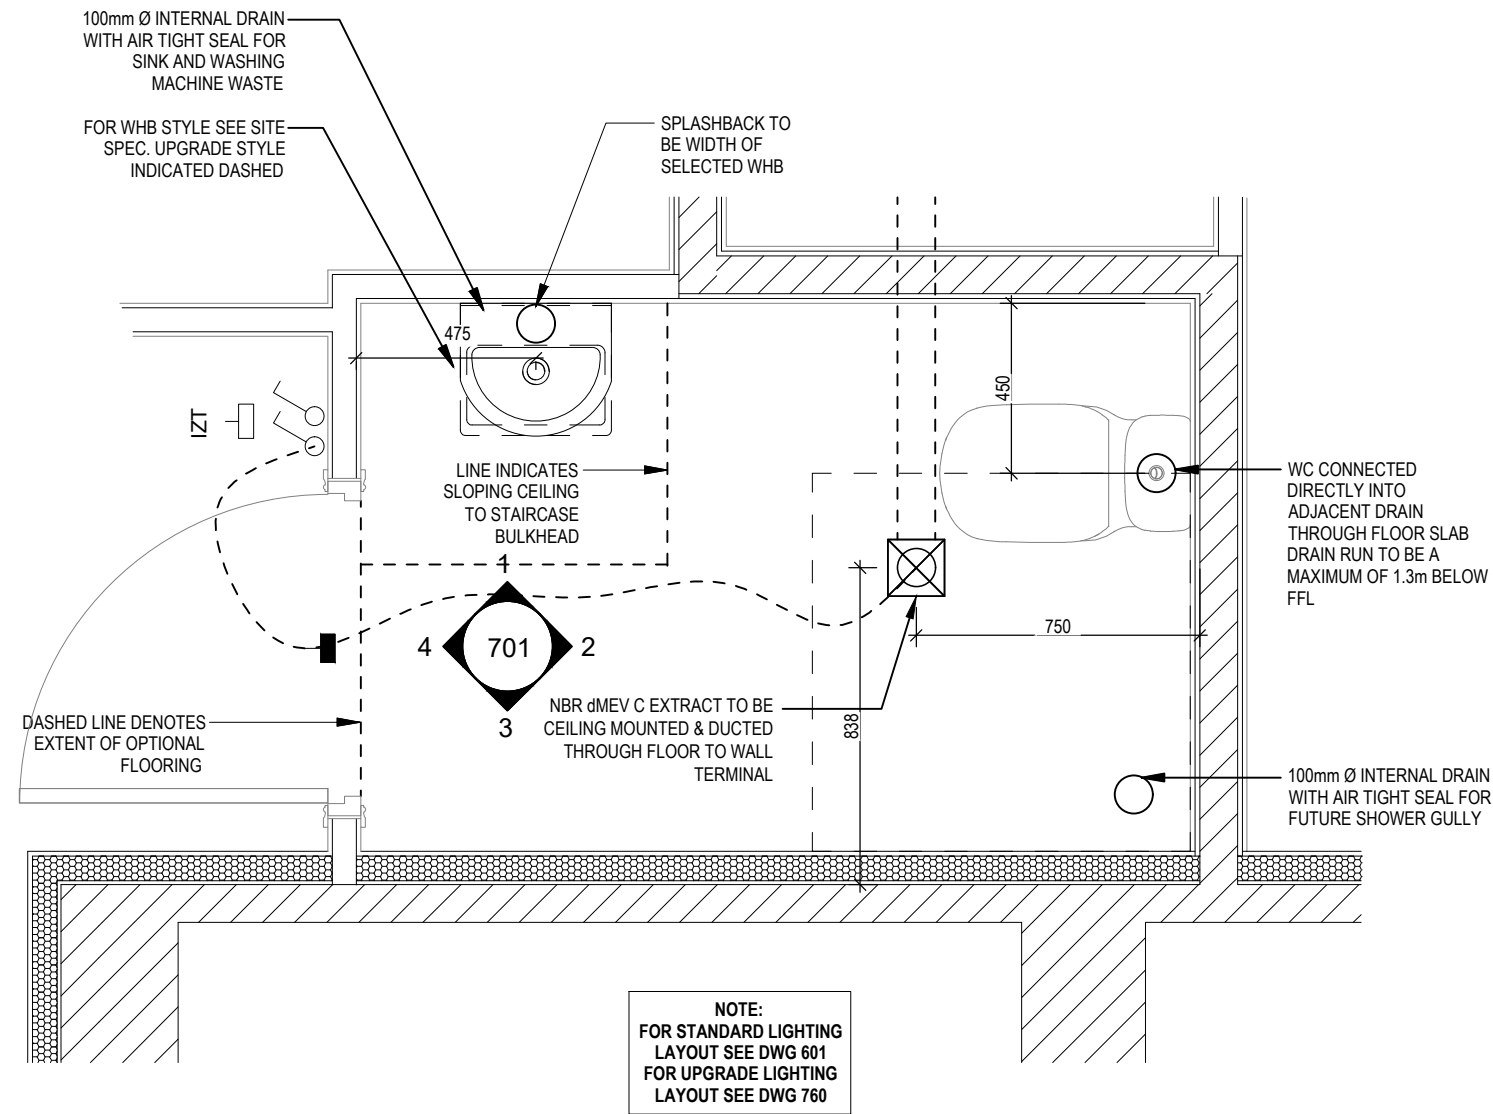 100mm Ø INTERNAL DRAIN
WITH AIR TIGHT SEAL FOR
SINK AND WASHING
MACHINE WASTE
FOR WHB STYLE SEE SITE
SPEC. UPGRADE STYLE
INDICATED DASHED
SPLASHBACK TO
BE WIDTH OF
SELECTED WHB
475
450
IZT
LINE INDICATES
SLOPING CEILING
TO STAIRCASE
BULKHEAD
WC CONNECTED
DIRECTLY INTO
ADJACENT DRAIN
THROUGH FLOOR SLAB
DRAIN RUN TO BE A
MAXIMUM OF 1.3m BELOW
FFL
1
4
701
2
3
750
838
DASHED LINE DENOTES
EXTENT OF OPTIONAL
FLOORING
NBR dMEV C EXTRACT TO BE
CEILING MOUNTED & DUCTED
THROUGH FLOOR TO WALL
TERMINAL
100mm Ø INTERNAL DRAIN
WITH AIR TIGHT SEAL FOR
FUTURE SHOWER GULLY
NOTE:
FOR STANDARD LIGHTING
LAYOUT SEE DWG 601
FOR UPGRADE LIGHTING
LAYOUT SEE DWG 760